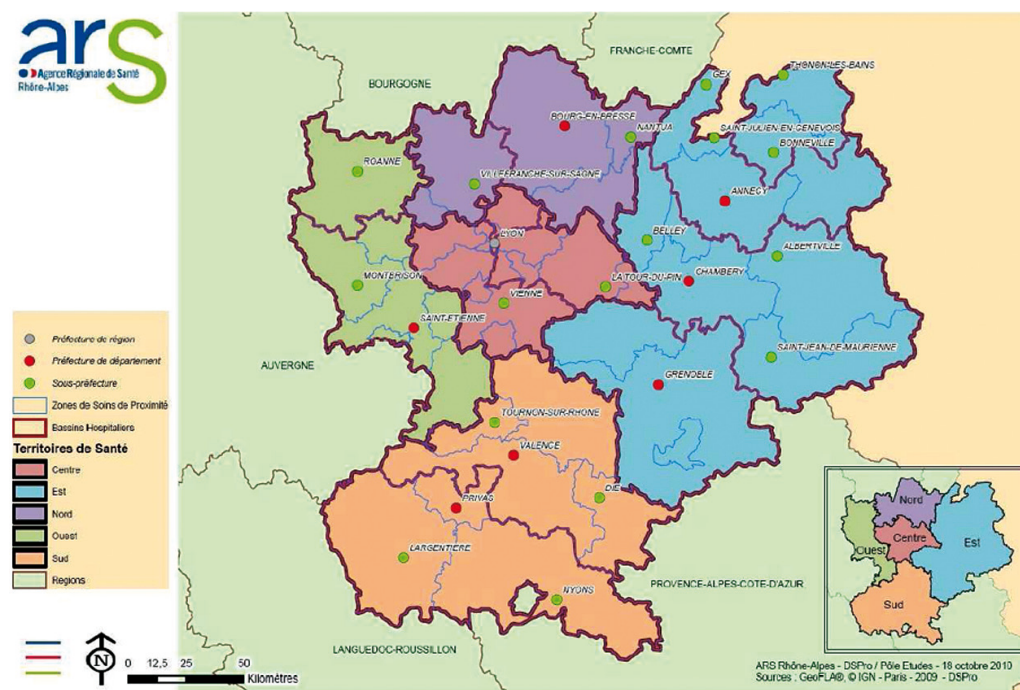 ars
Agence Régionale de Santé
Rhône-Alpes
FRANCHE-COMTE
BOURGOGNE
THONON-LES-BAINS
GEX
BOURG-EN-BRESSE
NANTUA
SAINT-JULIEN-EN-GENEVOIS
BONNEVILLE
ROANNE
VILLEFRANCHE-SUR-SAONE
ANNECY
LYON
BELLEY
ALBERTVILLE
MONTBRISON
LA TOUR-DU-PIN
CHAMBERY
VIENNE
SAINT-ETIENNE
SAINT-JEAN-DE-MAURIENNE
AUVERGNE
GRENOBLE
TOURNON-SUR-RHONE
VALENCE
DIE
PRIVAS
LARGENTIERE
NYONS
PROVENCE-ALPES-COTE-D'AZUR
LANGUEDOC-ROUSSILLON
Préfecture de région
Préfecture de département
Sous-préfecture
Zones de Soins de Proximité
Bassins Hospitaliers
Territoires de Santé
Centre
Est
Nord
Ouest
Sud
Regions
N
0 12,5 25 50
Kilomètres
Nord
Centre
Est
Ouest
Sud
ARS Rhône-Alpes - DSPro / Pôle Etudes - 18 octobre 2010
Sources : GeoFLA®, © IGN - Paris - 2009 - DSPro